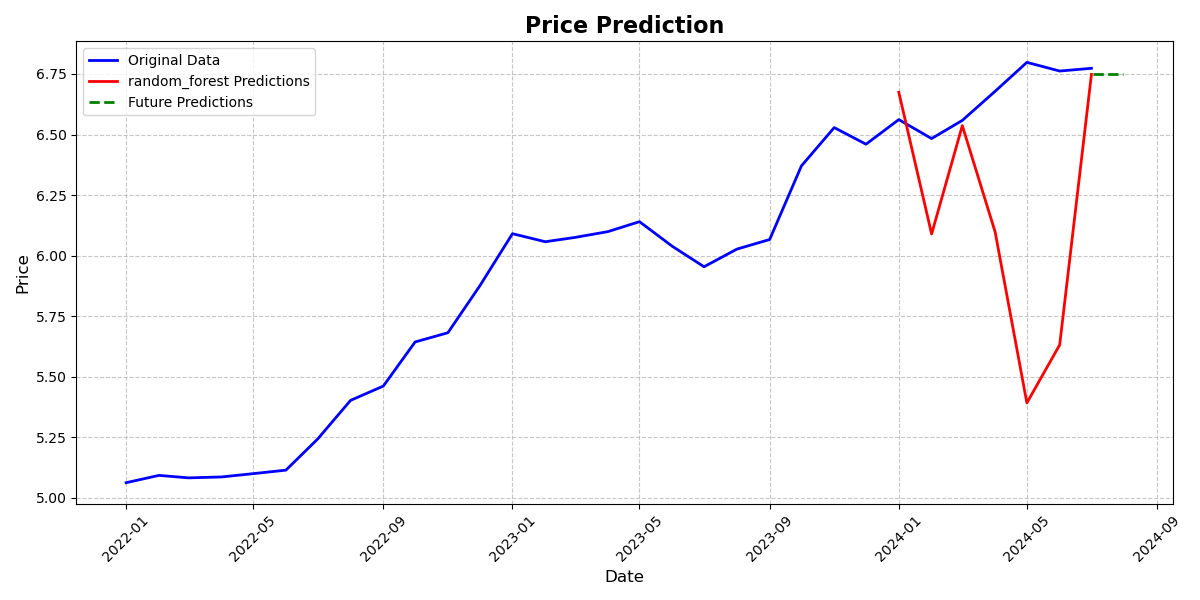 Price Prediction
Original Data
random_forest Predictions
Future Predictions
Price
6.75
6.50
6.25
6.00
5.75
5.50
5.25
5.00
2022-01
2022-05
2022-09
2023-01
2023-05
2023-09
2024-01
2024-05
2024-09
Date